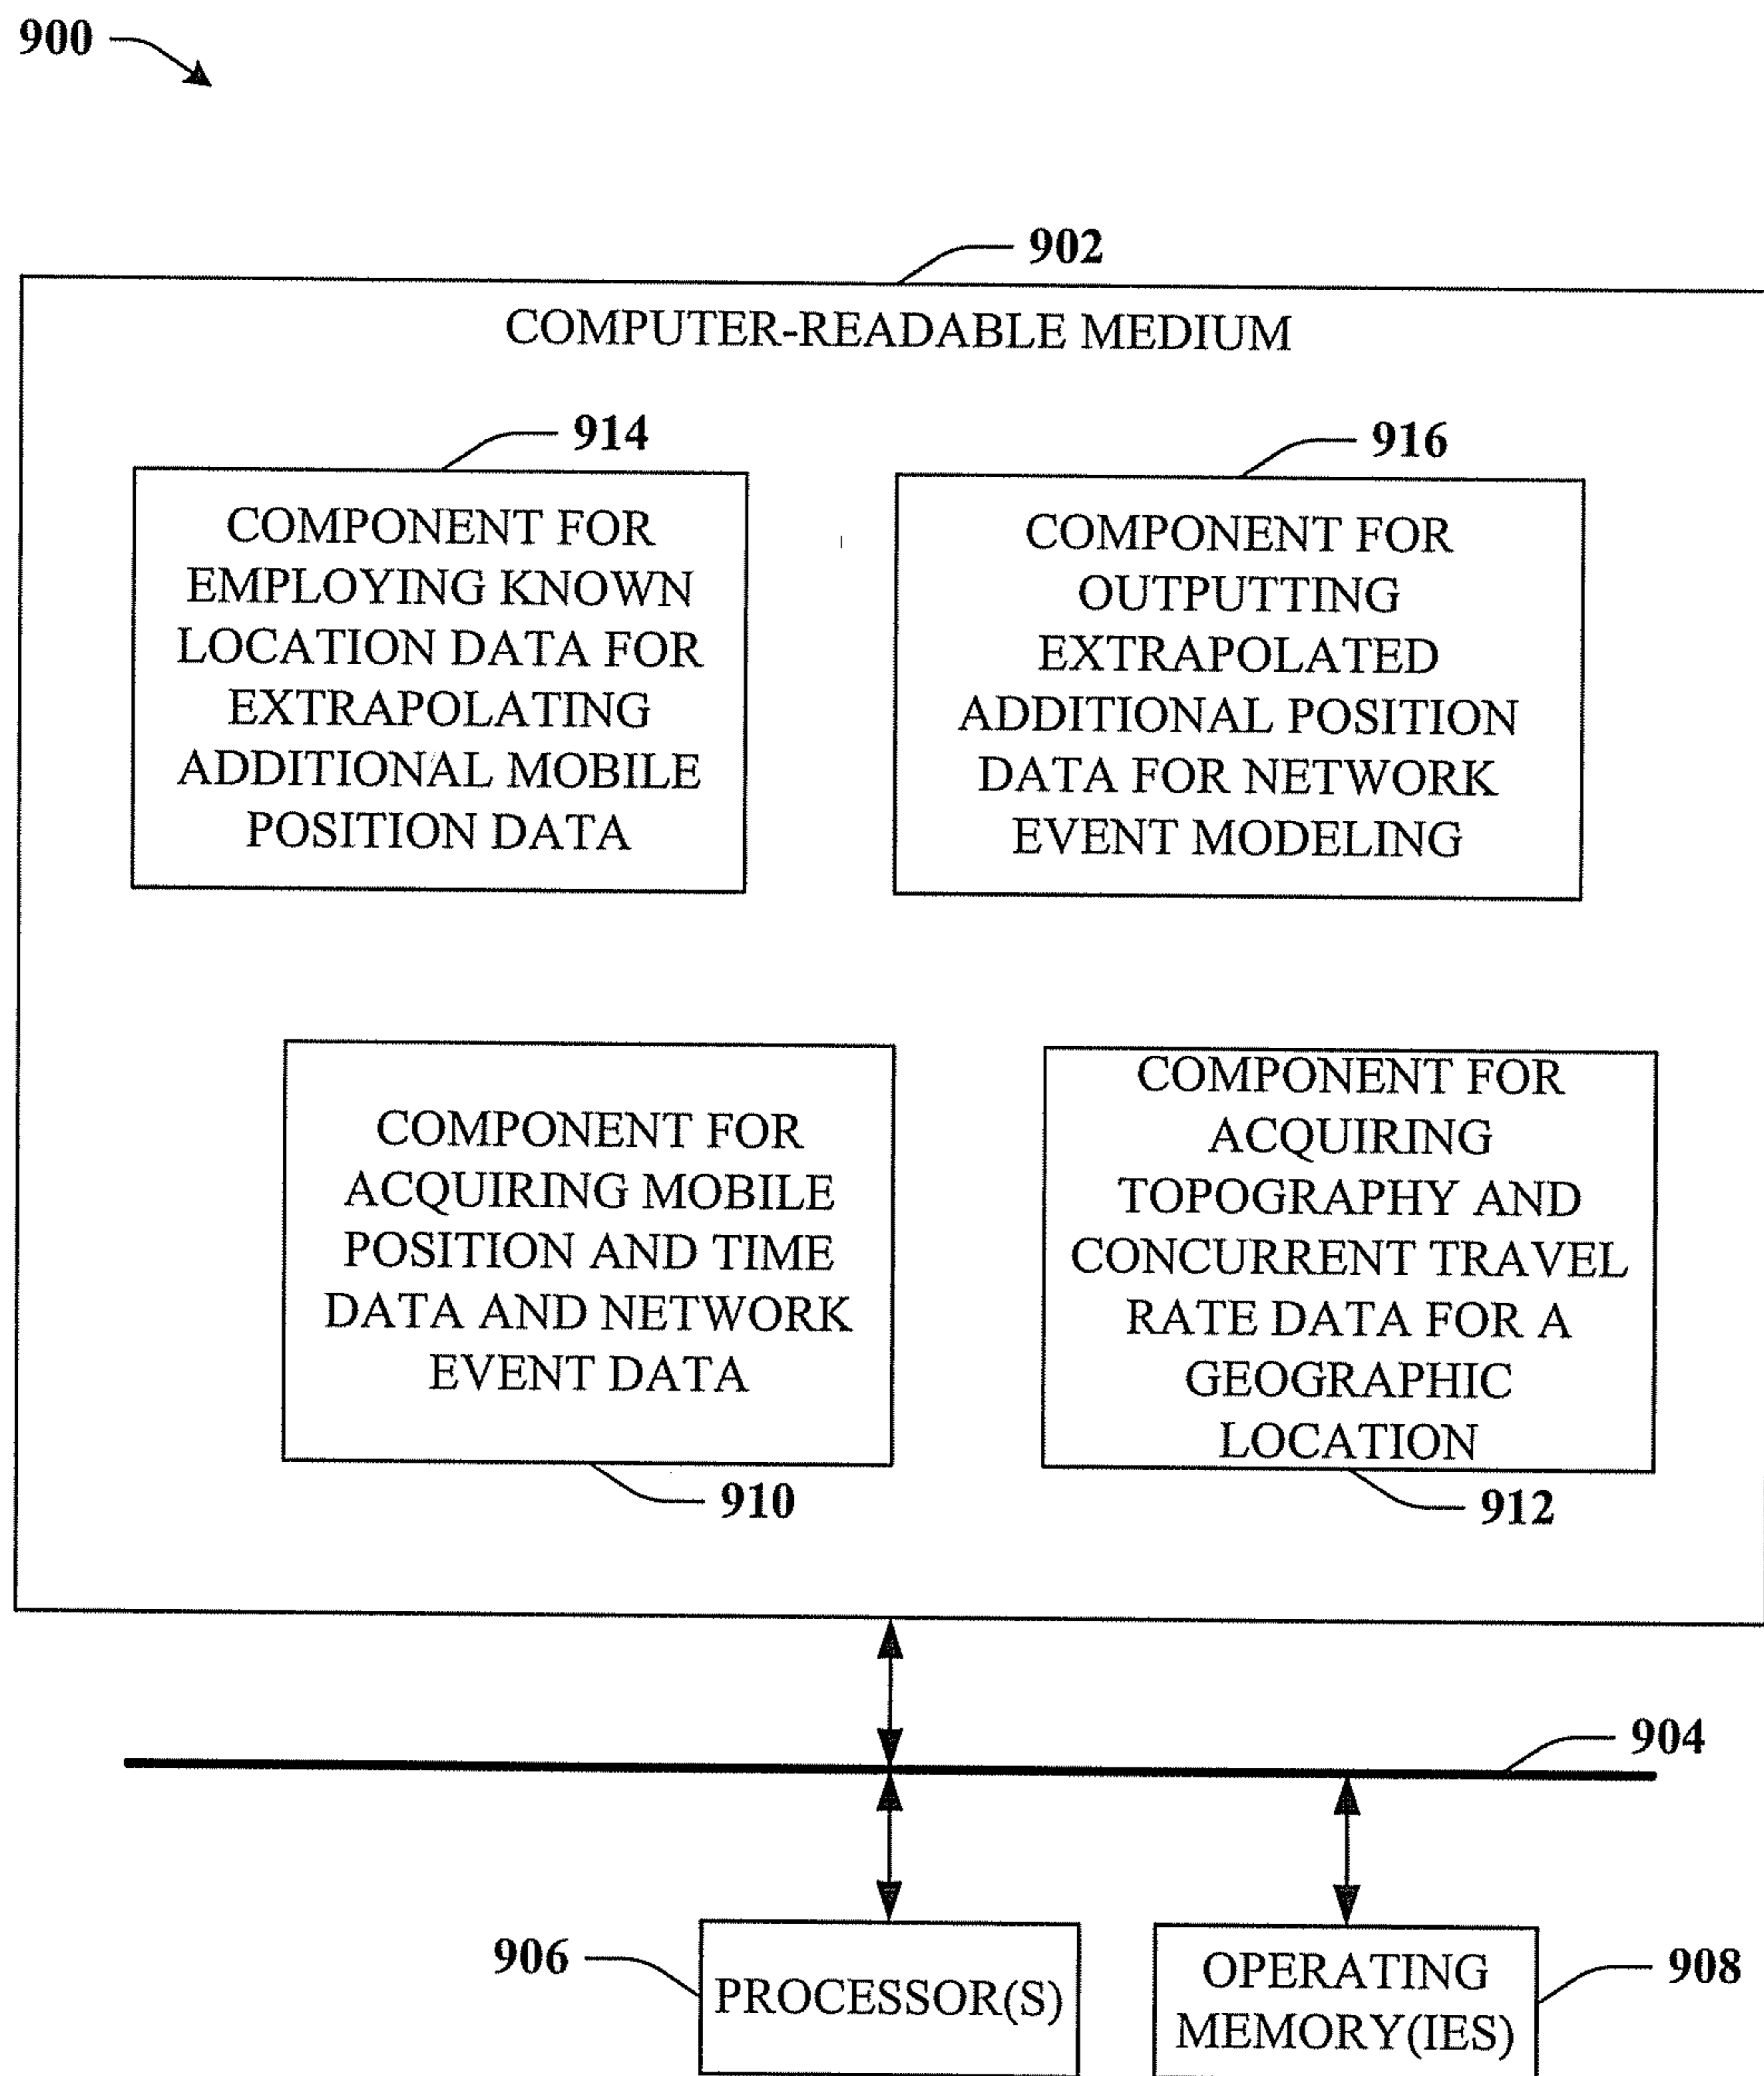 900
902
COMPUTER-READABLE MEDIUM
914
COMPONENT FOR
EMPLOYING KNOWN
LOCATION DATA FOR
EXTRAPOLATING
ADDITIONAL MOBILE
POSITION DATA
916
COMPONENT FOR
OUTPUTTING
EXTRAPOLATED
ADDITIONAL POSITION
DATA FOR NETWORK
EVENT MODELING
COMPONENT FOR
ACQUIRING MOBILE
POSITION AND TIME
DATA AND NETWORK
EVENT DATA
910
COMPONENT FOR
ACQUIRING
TOPOGRAPHY AND
CONCURRENT TRAVEL
RATE DATA FOR A
GEOGRAPHIC
LOCATION
912
904
906
PROCESSOR(S)
OPERATING
MEMORY(IES)
908